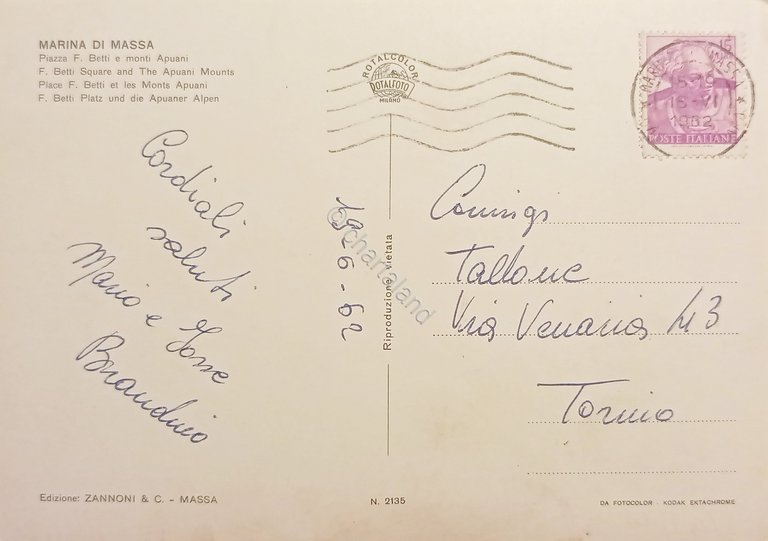 MARINA DI MASSA
Piazza F. Betti e monti Apuani
F. Betti Square and The Apuani Mounts
Place F. Betti et les Monts Apuani
F. Betti Platz und die Apuaner Alpen
ROTALCOLOR
ROTALFOTO
MILANO
15
1962
POSTE ITALIANE
Cordiali
saluti
Mario e
Brandino
-62
Riproduzione vietata
© chartaland
Coniugi
Tallone
Via Venaria 43
Torino
Edizione: ZANNONI & C. - MASSA
N. 2135
DA FOTOCOLOR - KODAK EKTACHROME